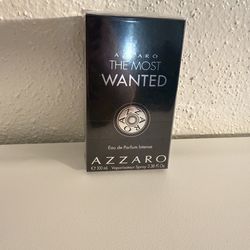 AZZARO
THE MOST
WANTED
Eau de Parfum Intense
AZZARO
℮ 100 ml Vaporisateur Spray 3.38 Fl. Oz